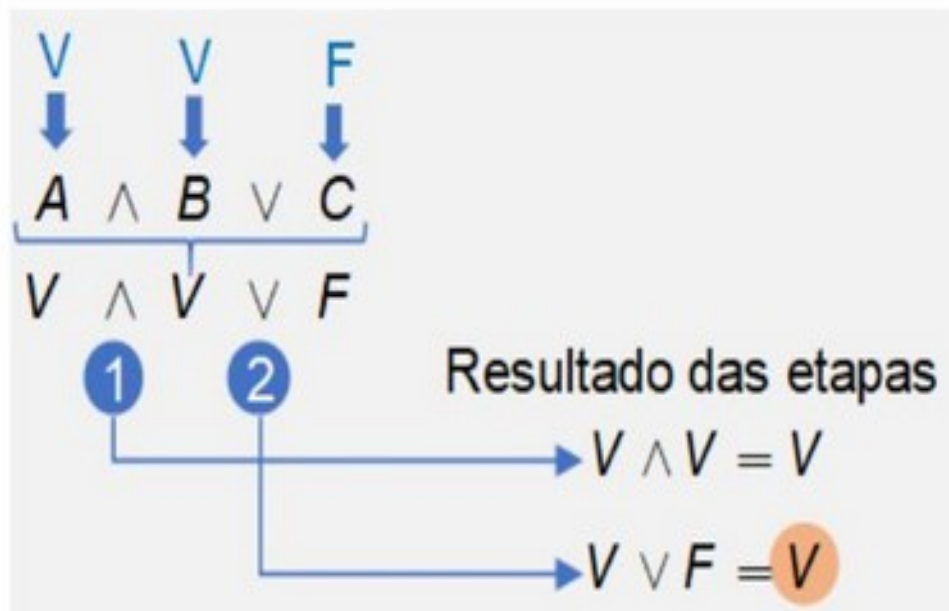 V V F
A ∧ B ∨ C
V ∧ V ∨ F
1 2
Resultado das etapas
V ∧ V = V
V ∨ F = V